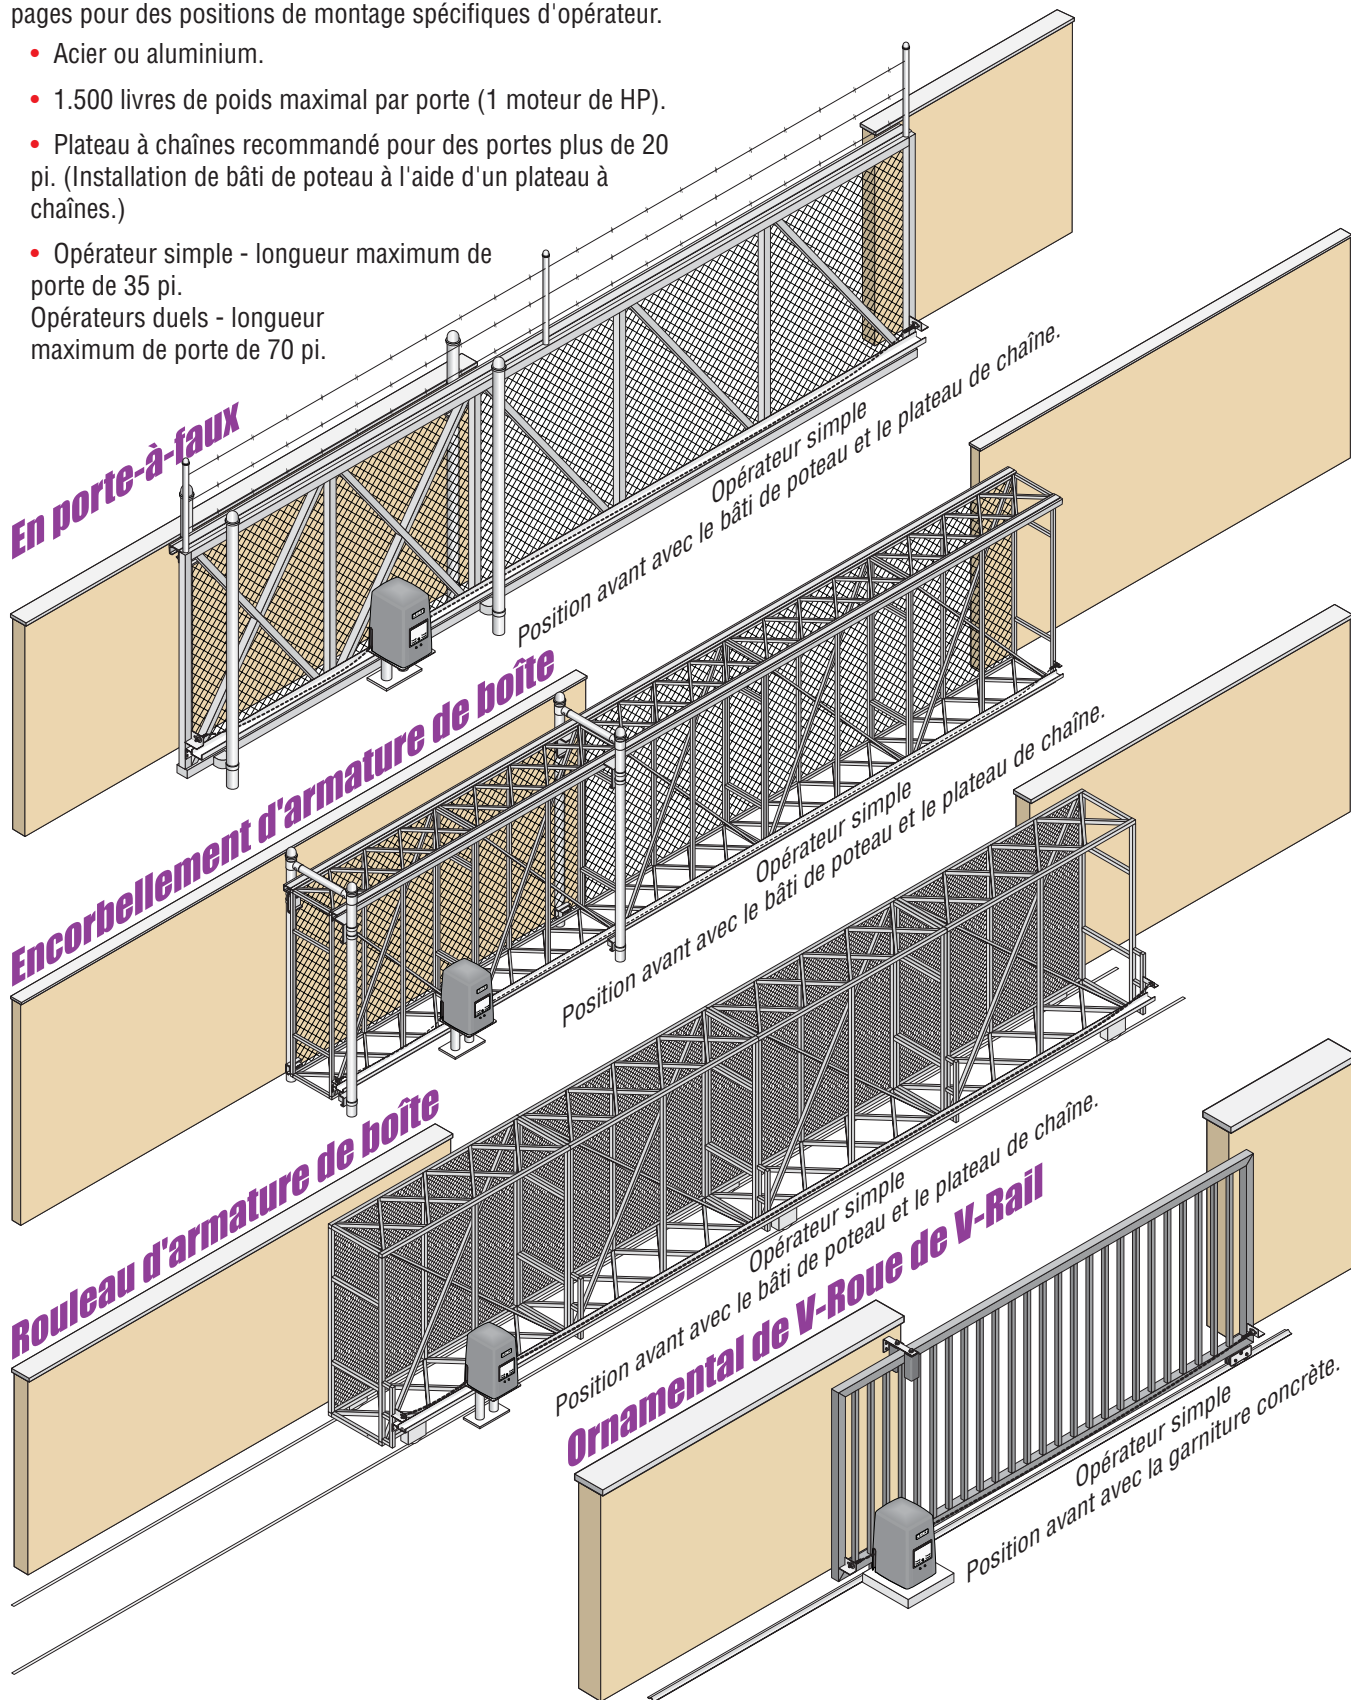 pages pour des positions de montage spécifiques d'opérateur.
• Acier ou aluminium.
• 1.500 livres de poids maximal par porte (1 moteur de HP).
• Plateau à chaînes recommandé pour des portes plus de 20
pi. (Installation de bâti de poteau à l'aide d'un plateau à
chaînes.)
• Opérateur simple - longueur maximum de
porte de 35 pi.
Opérateurs duels - longueur
maximum de porte de 70 pi.
En porte-à-faux
Opérateur simple
Position avant avec le bâti de poteau et le plateau de chaîne.
Encorbellement d'armature de boîte
Opérateur simple
Position avant avec le bâti de poteau et le plateau de chaîne.
Rouleau d'armature de boîte
Opérateur simple
Position avant avec le bâti de poteau et le plateau de chaîne.
Ornamental de V-Roue de V-Rail
Opérateur simple
Position avant avec la garniture concrète.